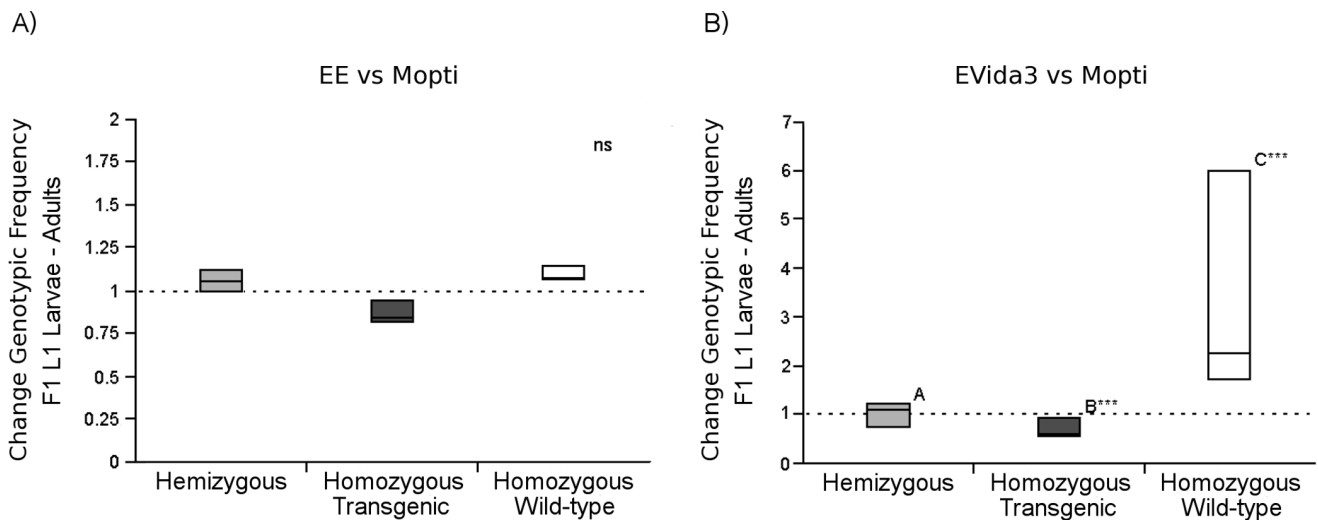 A)
EE vs Mopti
Change Genotypic Frequency
F1 L1 Larvae - Adults
2
1.75
1.5
1.25
1
0.75
0.5
0.25
0
ns
Hemizygous
Homozygous
Transgenic
Homozygous
Wild-type
B)
EVida3 vs Mopti
Change Genotypic Frequency
F1 L1 Larvae - Adults
7
6
5
4
3
2
1
0
A
B***
C***
Hemizygous
Homozygous
Transgenic
Homozygous
Wild-type